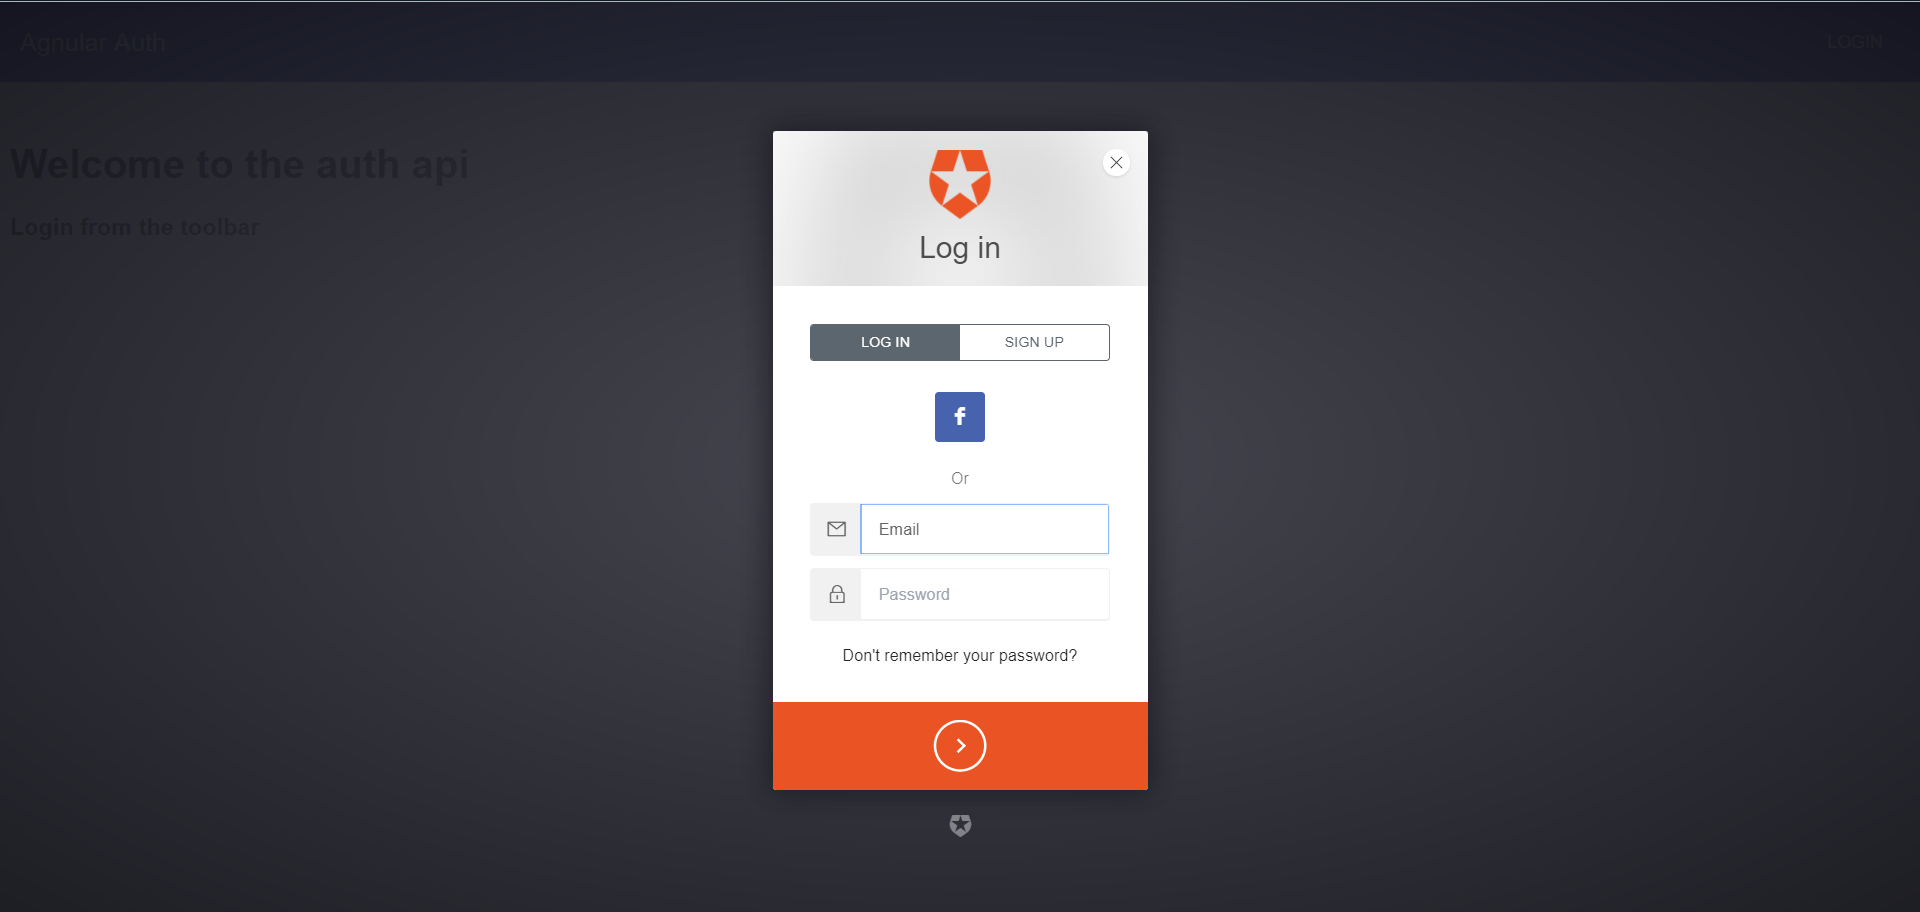 Agnular Auth
LOGIN
Welcome to the auth api
Login from the toolbar
Log in
LOG IN
SIGN UP
f
Or
Email
Password
Don't remember your password?